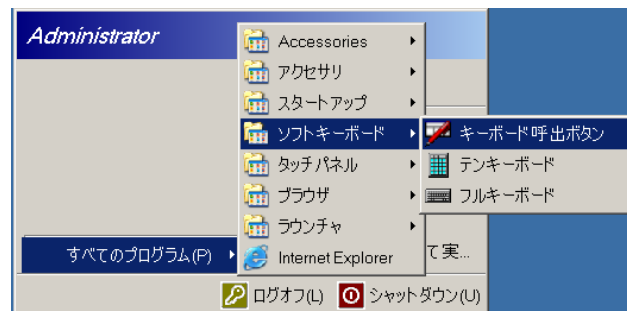 Administrator
Accessories
アクセサリ
スタートアップ
ソフトキーボード
キーボード呼出ボタン
タッチパネル
テンキーボード
ブラウザ
フルキーボード
ラウンチャ
すべてのプログラム(P)
Internet Explorer
て実...
ログオフ(L)
シャットダウン(U)